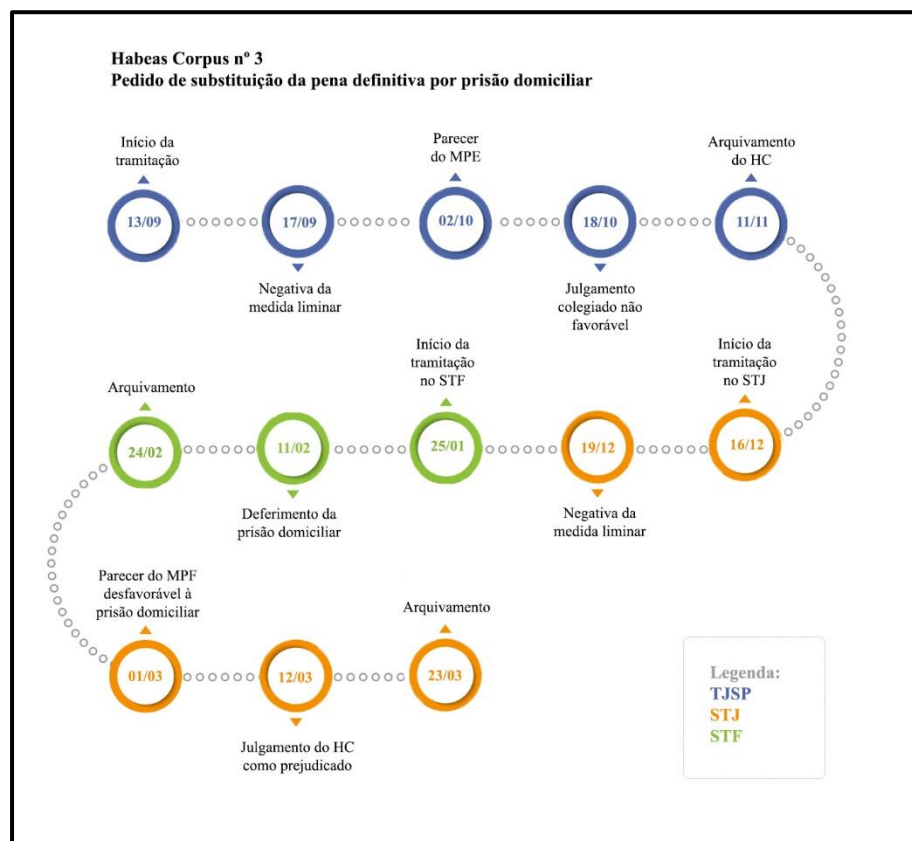 Habeas Corpus nº 3
Pedido de substituição da pena definitiva por prisão domiciliar
Início da
tramitação
13/09
17/09
Negativa da
medida liminar
Parecer
do MPE
02/10
18/10
Julgamento
colegiado não
favorável
Arquivamento
do HC
11/11
Início da
tramitação
no STJ
16/12
19/12
Negativa da
medida liminar
Início da
tramitação
no STF
25/01
11/02
Deferimento da
prisão domiciliar
Arquivamento
24/02
Parecer do MPF
desfavorável à
prisão domiciliar
01/03
12/03
Julgamento do HC
como prejudicado
Arquivamento
23/03
Legenda:
TJSP
STJ
STF